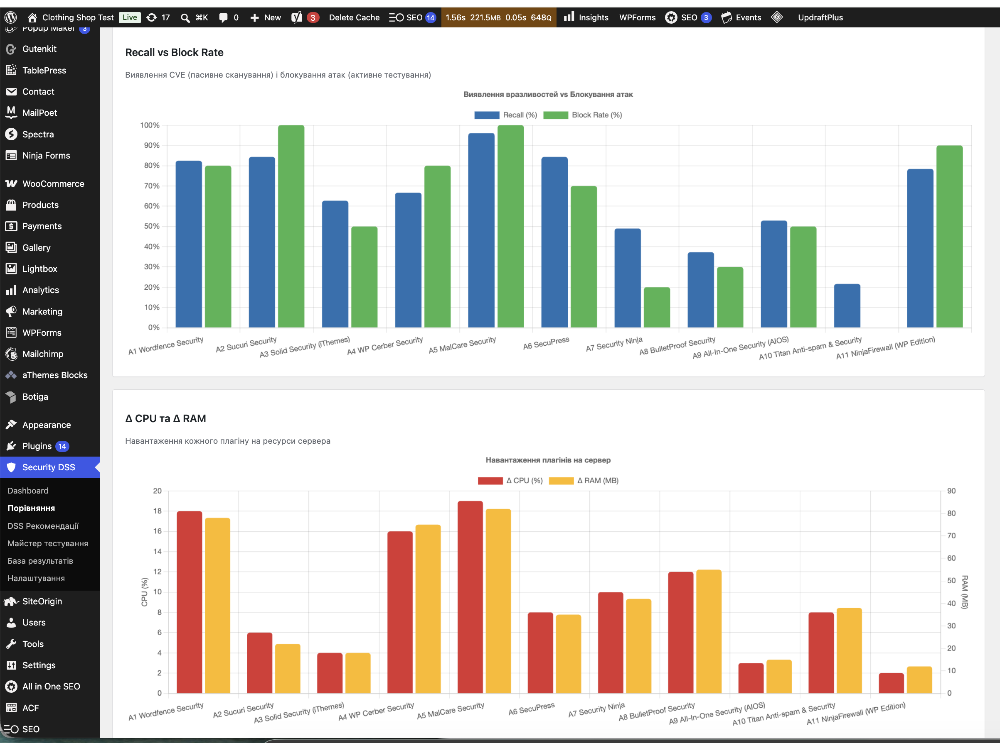 Clothing Shop Test Live 17 ⌘K 0 New 3 Delete Cache SEO 14 1.56s 221.5MB 0.05s 648Q Insights WPForms SEO 3 Events UpdraftPlus
Popup Maker 3
Gutenkit
TablePress
Contact
MailPoet
Spectra
Ninja Forms
WooCommerce
Products
Payments
Gallery
Lightbox
Analytics
Marketing
WPForms
Mailchimp
aThemes Blocks
Botiga
Appearance
Plugins 14
Security DSS
Dashboard
Порівняння
DSS Рекомендації
Майстер тестування
База результатів
Налаштування
SiteOrigin
Users
Tools
Settings
All in One SEO
ACF
SEO
Recall vs Block Rate
Виявлення CVE (пасивне сканування) і блокування атак (активне тестування)
Виявлення вразливостей vs Блокування атак
Recall (%) Block Rate (%)
100%
90%
80%
70%
60%
50%
40%
30%
20%
10%
0%
A1 Wordfence Security
A2 Sucuri Security
A3 Solid Security (iThemes)
A4 WP Cerber Security
A5 MalCare Security
A6 SecuPress
A7 Security Ninja
A8 BulletProof Security
A9 All-In-One Security (AIOS)
A10 Titan Anti-spam & Security
A11 NinjaFirewall (WP Edition)
Δ CPU та Δ RAM
Навантаження кожного плагіну на ресурси сервера
Навантаження плагінів на сервер
Δ CPU (%) Δ RAM (MB)
CPU (%)
20
18
16
14
12
10
8
6
4
2
0
90
80
70
60
50
40
30
20
10
0
RAM (MB)
A1 Wordfence Security
A2 Sucuri Security
A3 Solid Security (iThemes)
A4 WP Cerber Security
A5 MalCare Security
A6 SecuPress
A7 Security Ninja
A8 BulletProof Security
A9 All-In-One Security (AIOS)
A10 Titan Anti-spam & Security
A11 NinjaFirewall (WP Edition)